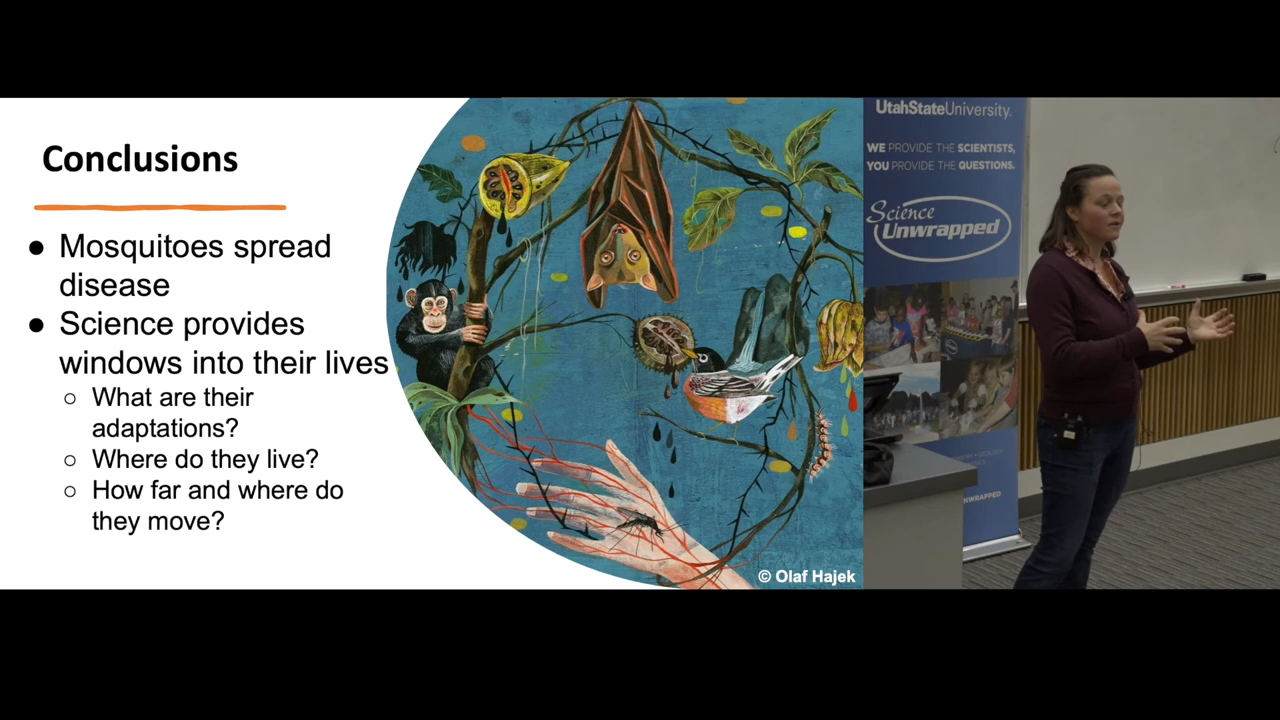 Conclusions
● Mosquitoes spread
disease
● Science provides
windows into their lives
○ What are their
adaptations?
○ Where do they live?
○ How far and where do
they move?
© Olaf Hajek
UtahStateUniversity.
WE PROVIDE THE SCIENTISTS,
YOU PROVIDE THE QUESTIONS.
Science
Unwrapped